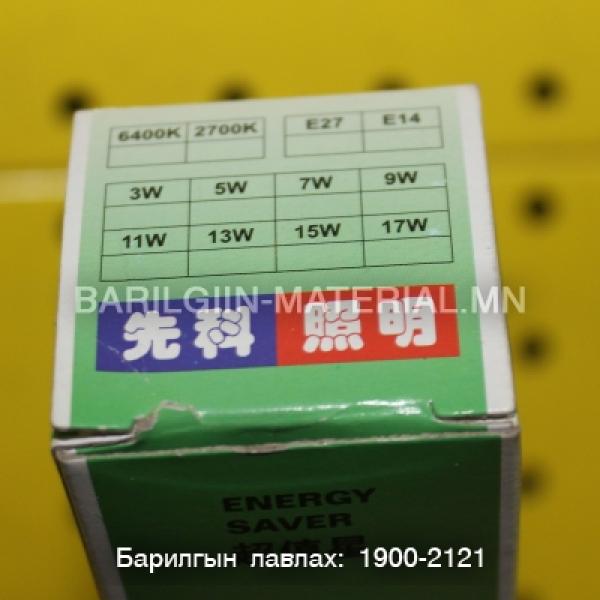 6400K 2700K E27 E14
3W 5W 7W 9W
11W 13W 15W 17W
BARILGIIN-MATERIAL.MN
先科 照明
ENERGY
SAVER
Барилгын лавлах: 1900-2121